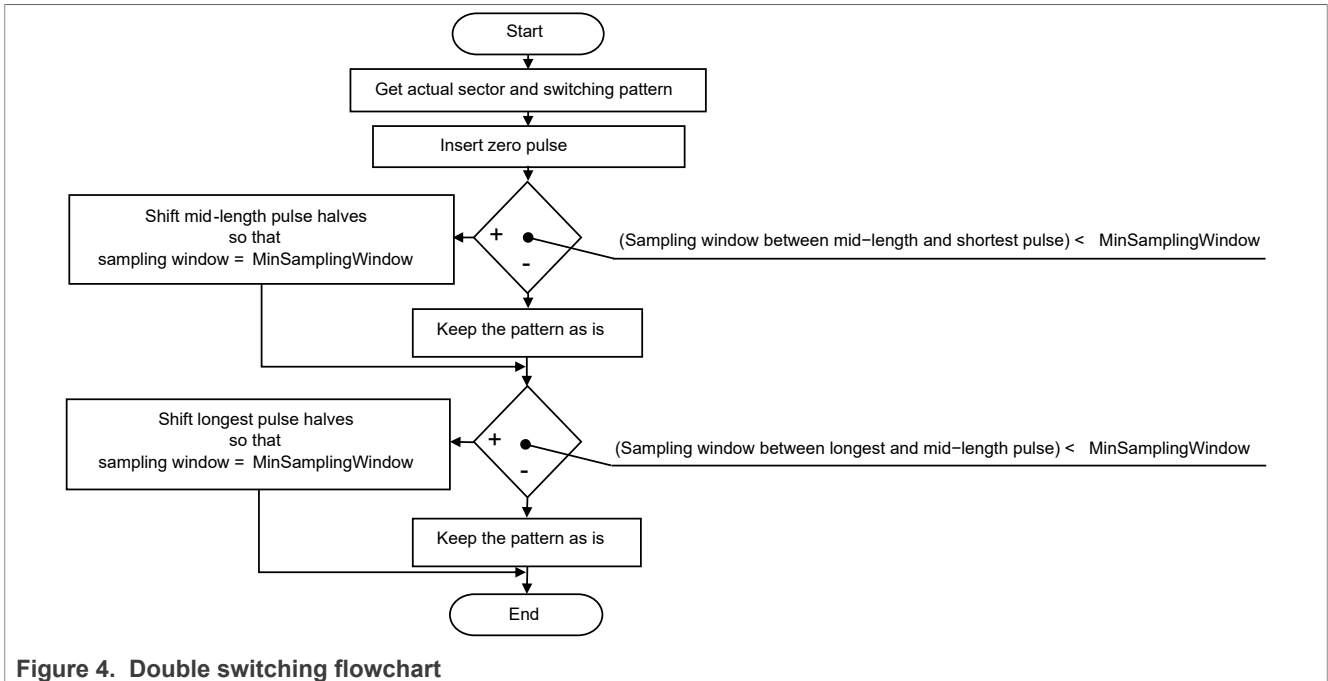 Start
Get actual sector and switching pattern
Insert zero pulse
Shift mid-length pulse halves
so that
sampling window = MinSamplingWindow
+
-
(Sampling window between mid−length and shortest pulse) < MinSamplingWindow
Keep the pattern as is
Shift longest pulse halves
so that
sampling window = MinSamplingWindow
+
-
(Sampling window between longest and mid−length pulse) < MinSamplingWindow
Keep the pattern as is
End
Figure 4. Double switching flowchart